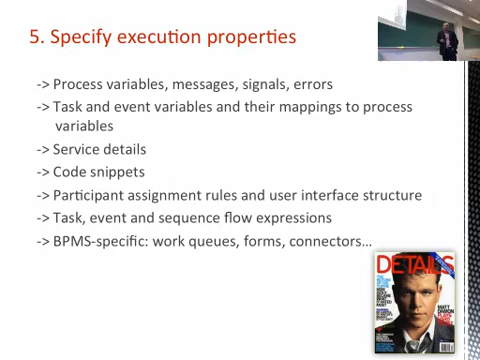 5. Specify execution properties
-> Process variables, messages, signals, errors
-> Task and event variables and their mappings to process
variables
-> Service details
-> Code snippets
-> Participant assignment rules and user interface structure
-> Task, event and sequence flow expressions
-> BPMS-specific: work queues, forms, connectors…
DETAILS
MATT
DAMON
PLAYS